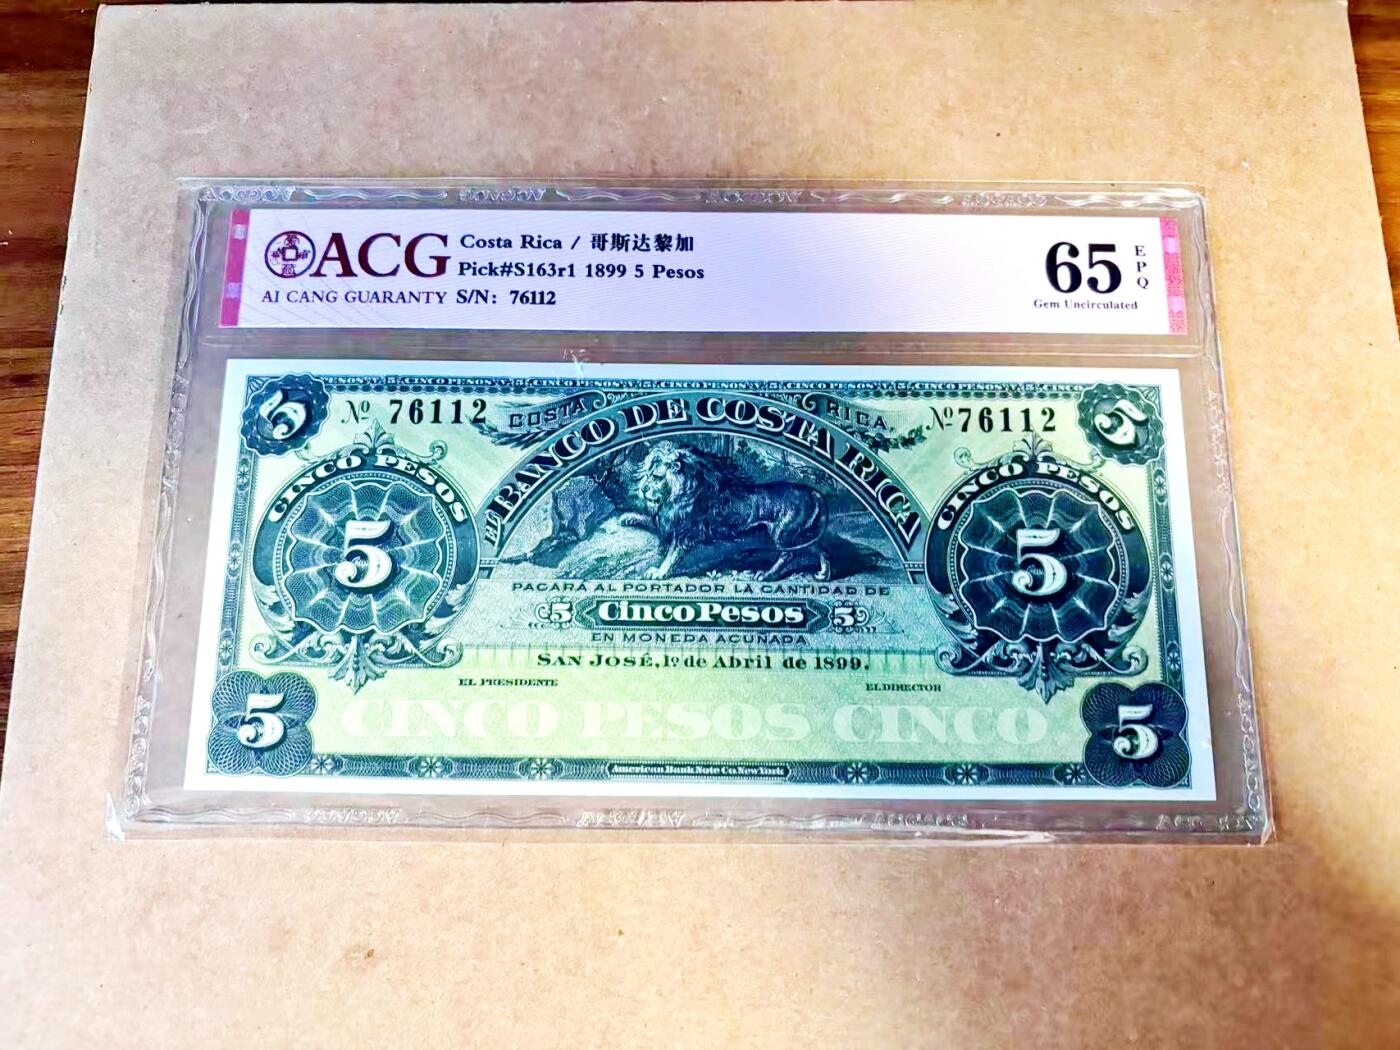 ACG
Costa Rica / 哥斯达黎加
Pick#S163r1 1899 5 Pesos
AI CANG GUARANTY S/N: 76112
65
EPQ
Gem Uncirculated
5
Nº 76112
COSTA
RICA.
Nº 76112
5
EL BANCO DE COSTA RICA
CINCO PESOS
5
CINCO PESOS
5
PAGARÁ AL PORTADOR LA CANTIDAD DE
5 Cinco Pesos 5
EN MONEDA ACUÑADA
SAN JOSÉ, 1º de Abril de 1899.
EL PRESIDENTE
EL DIRECTOR
5
CINCO PESOS CINCO
5
American Bank Note Co. New York